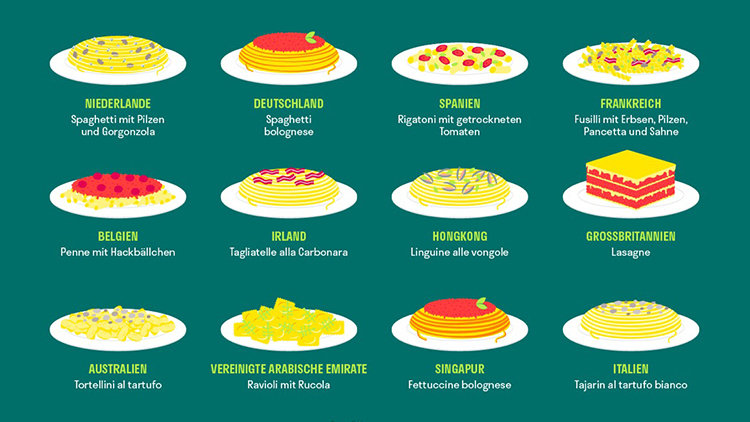 NIEDERLANDE
Spaghetti mit Pilzen
und Gorgonzola
DEUTSCHLAND
Spaghetti
bolognese
SPANIEN
Rigatoni mit getrockneten
Tomaten
FRANKREICH
Fusilli mit Erbsen, Pilzen,
Pancetta und Sahne
BELGIEN
Penne mit Hackbällchen
IRLAND
Tagliatelle alla Carbonara
HONGKONG
Linguine alle vongole
GROSSBRITANNIEN
Lasagne
AUSTRALIEN
Tortellini al tartufo
VEREINIGTE ARABISCHE EMIRATE
Ravioli mit Rucola
SINGAPUR
Fettuccine bolognese
ITALIEN
Tajarin al tartufo bianco